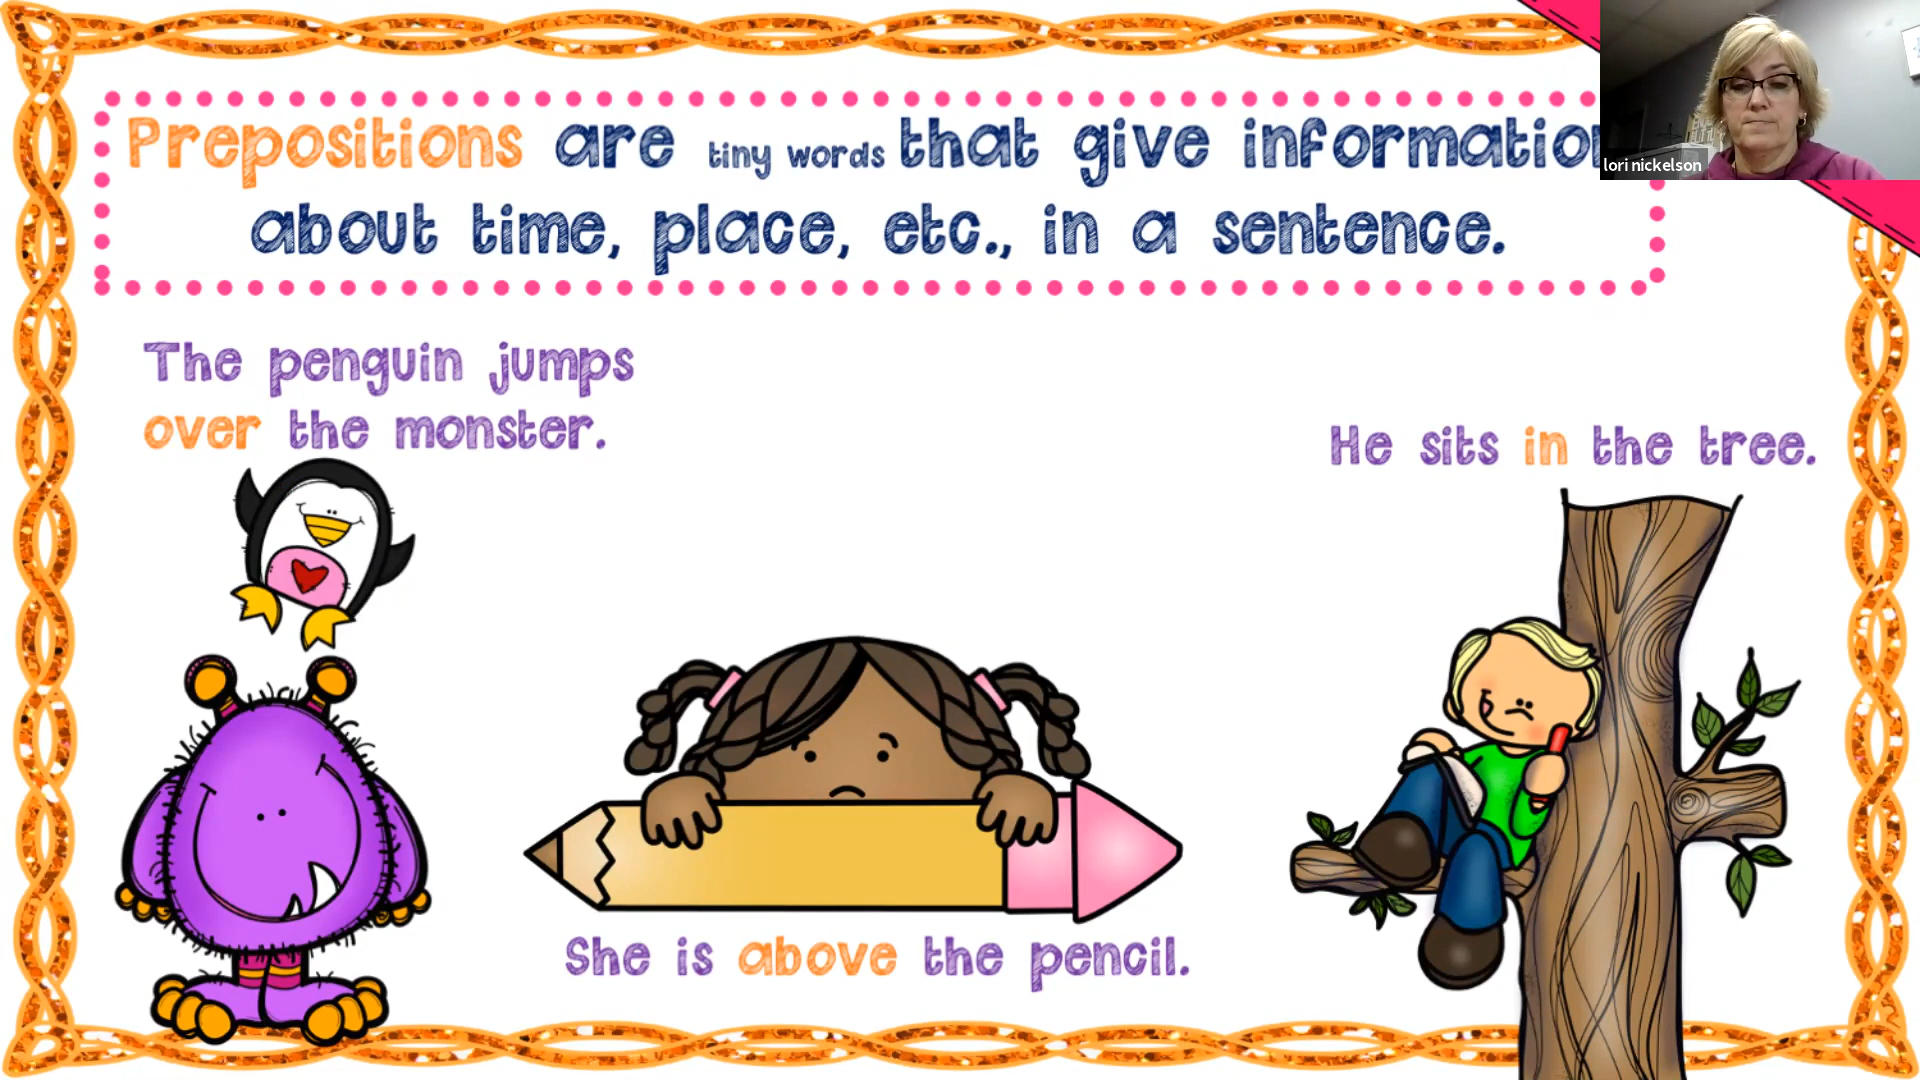 Prepositions are tiny words that give information
about time, place, etc., in a sentence.
lori nickelson
The penguin jumps
over the monster.
He sits in the tree.
She is above the pencil.